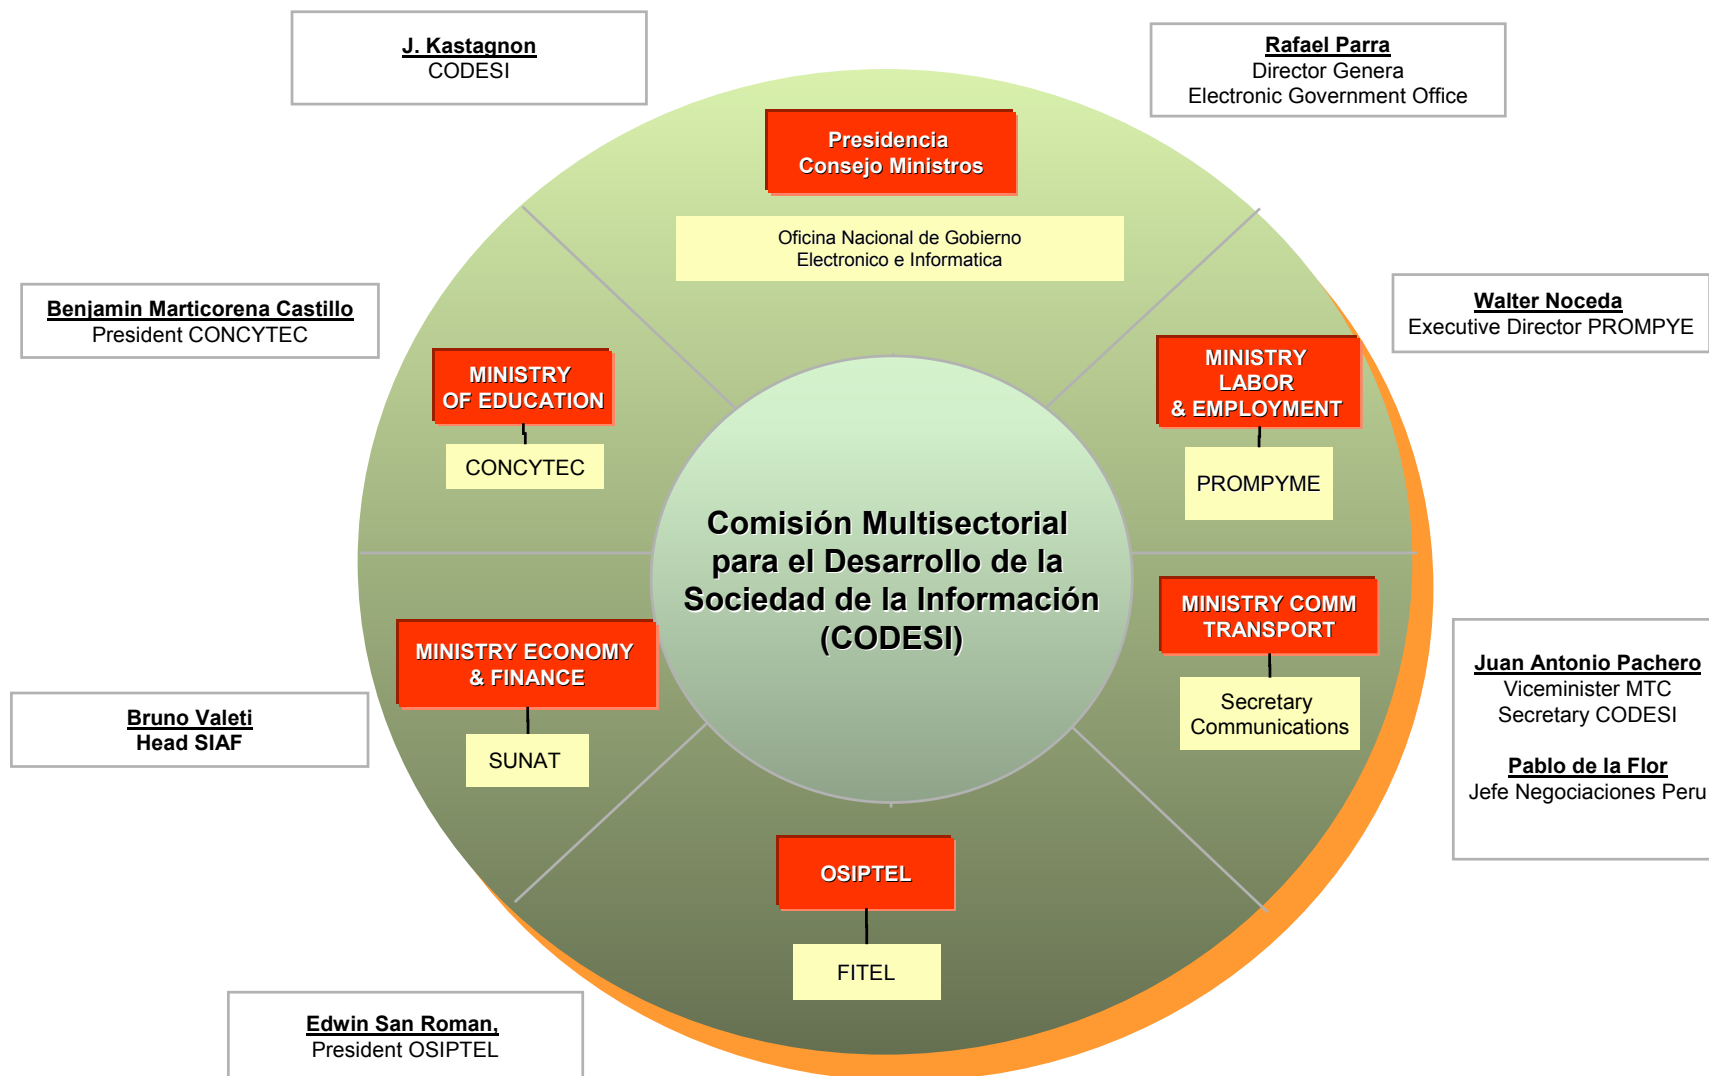 J. Kastagnon
CODESI
Rafael Parra
Director Genera
Electronic Government Office
Presidencia
Consejo Ministros
Oficina Nacional de Gobierno
Electronico e Informatica
Benjamin Marticorena Castillo
President CONCYTEC
Walter Noceda
Executive Director PROMPYE
MINISTRY
OF EDUCATION
CONCYTEC
MINISTRY
LABOR
& EMPLOYMENT
PROMPYME
Comisión Multisectorial
para el Desarrollo de la
Sociedad de la Información
(CODESI)
MINISTRY ECONOMY
& FINANCE
SUNAT
MINISTRY COMM
TRANSPORT
Secretary
Communications
Bruno Valeti
Head SIAF
Juan Antonio Pachero
Viceminister MTC
Secretary CODESI
Pablo de la Flor
Jefe Negociaciones Peru
OSIPTEL
FITEL
Edwin San Roman,
President OSIPTEL